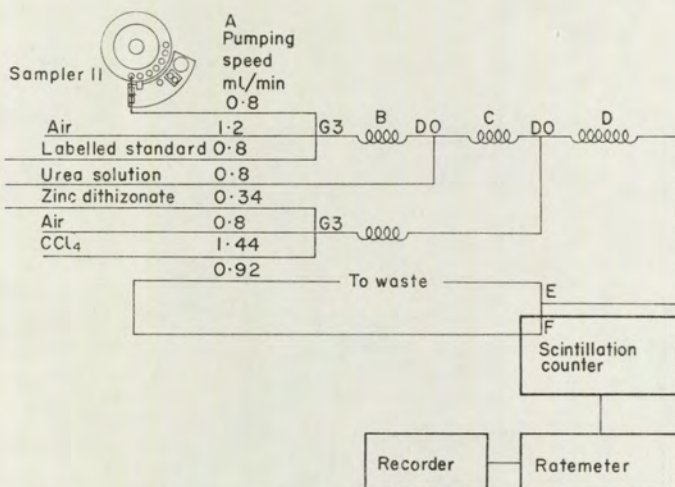 A
Pumping
speed
ml/min
Sampler II
0·8
Air 1·2 G3 B DO C DO D
Labelled standard 0·8
Urea solution 0·8
Zinc dithizonate 0·34
Air 0·8 G3
CCl₄ 1·44
0·92
To waste
E
F
Scintillation
counter
Recorder
Ratemeter